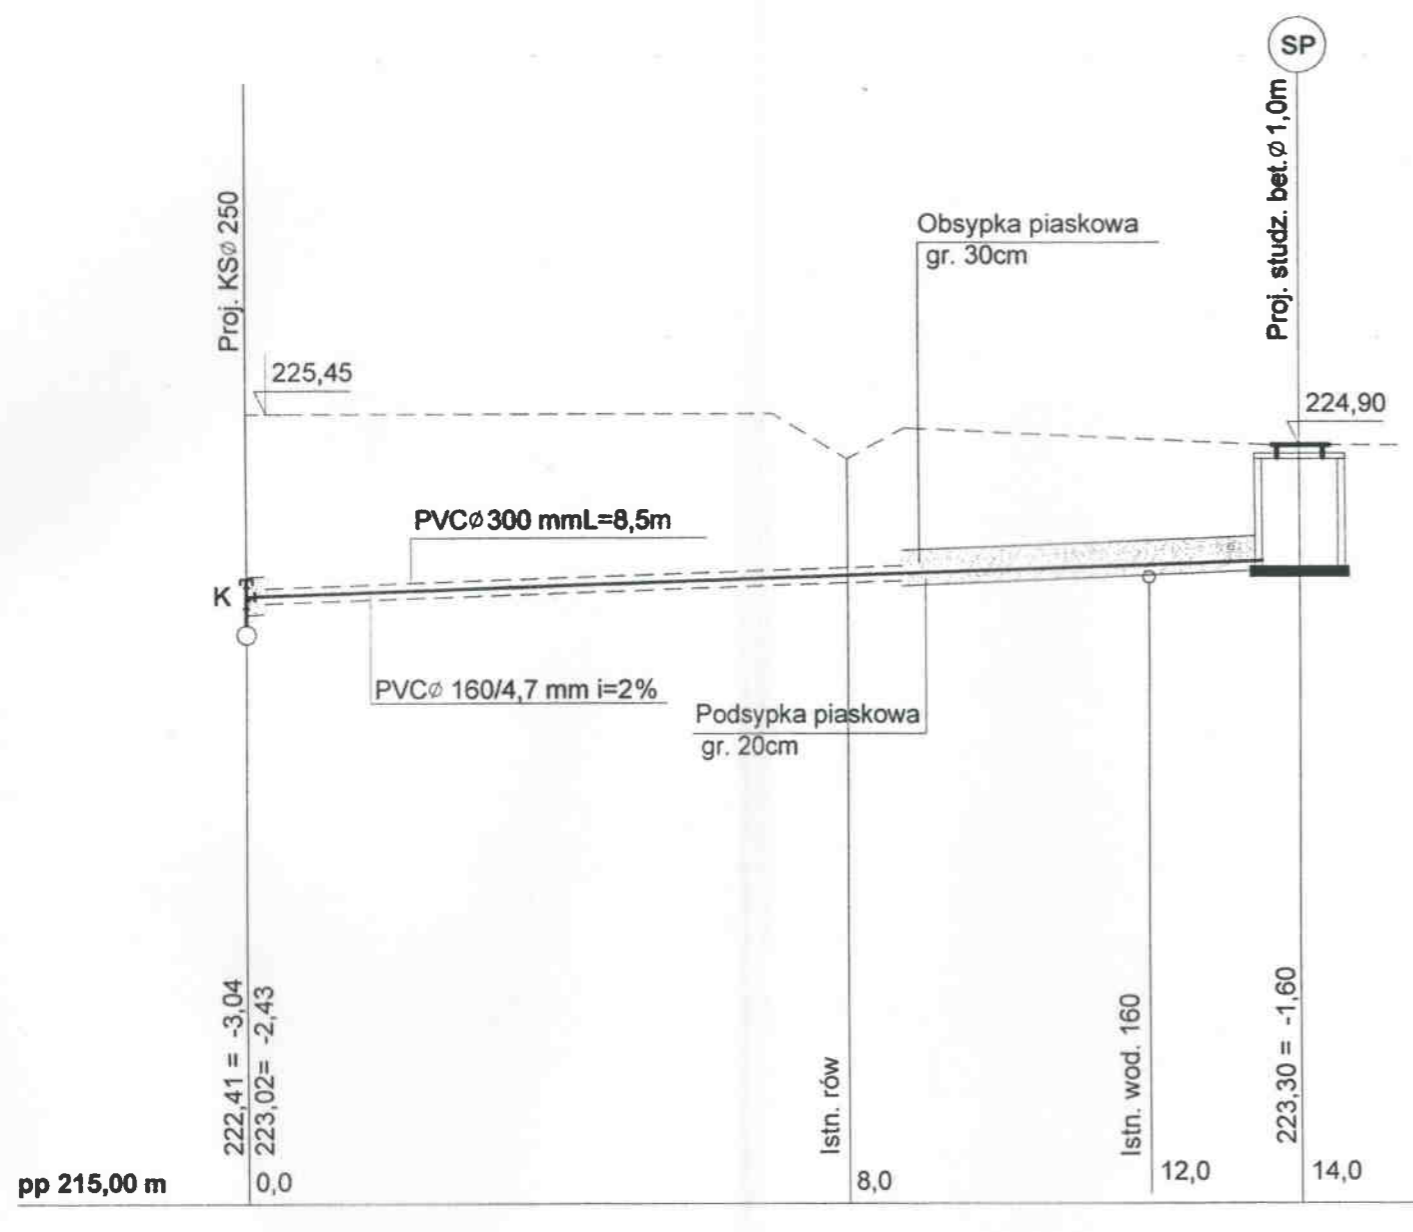 SP
Proj. studz. bet. ø 1,0m
Proj. KSø 250
Obsypka piaskowa
gr. 30cm
225,45
224,90
PVCø 300 mmL=8,5m
K
PVCø 160/4,7 mm i=2%
Podsypka piaskowa
gr. 20cm
222,41 = -3,04
223,02= -2,43
Istn. rów
Istn. wod. 160
223,30 = -1,60
pp 215,00 m
0,0
8,0
12,0
14,0